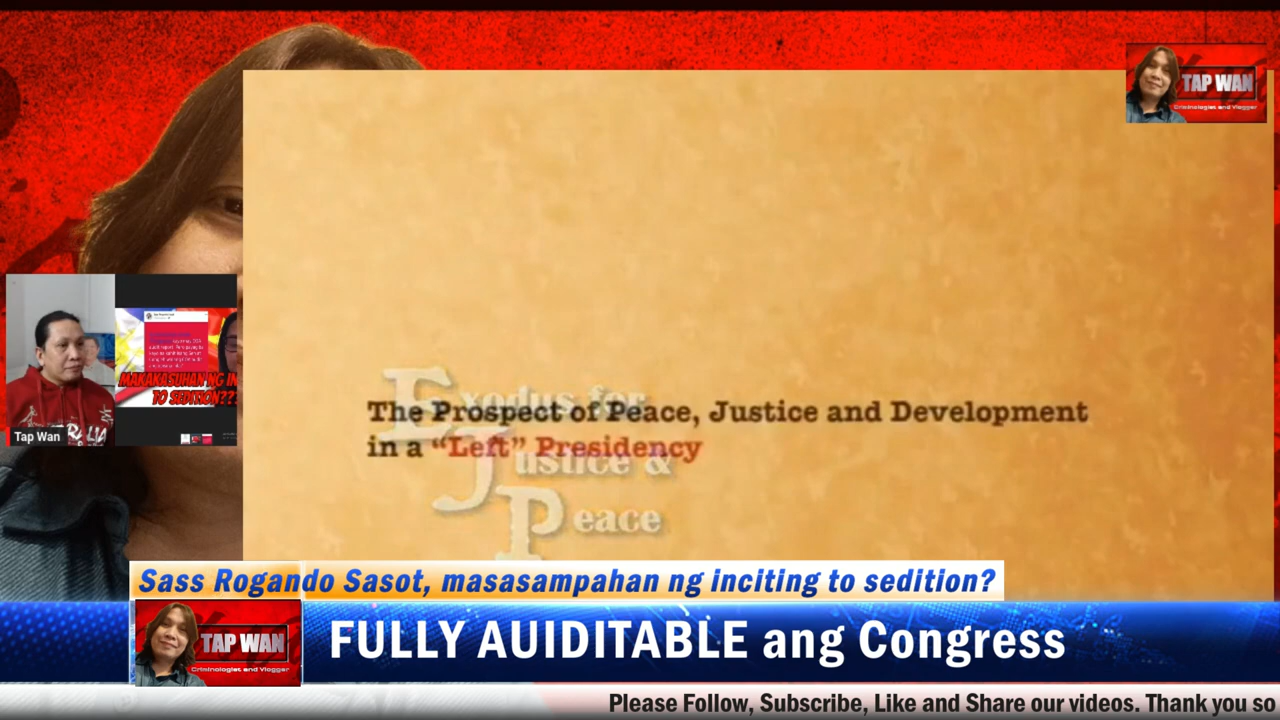 TAP WAN
Criminologist and Vlogger
The Prospect of Peace, Justice and Development
in a “Left” Presidency
Exodus for
Justice &
Peace
MAKAKASUHAN NG IN
TO SEDITION???
Tap Wan
Sass Rogando Sasot, masasampahan ng inciting to sedition?
TAP WAN
Criminologist and Vlogger
FULLY AUIDITABLE ang Congress
Please Follow, Subscribe, Like and Share our videos. Thank you so